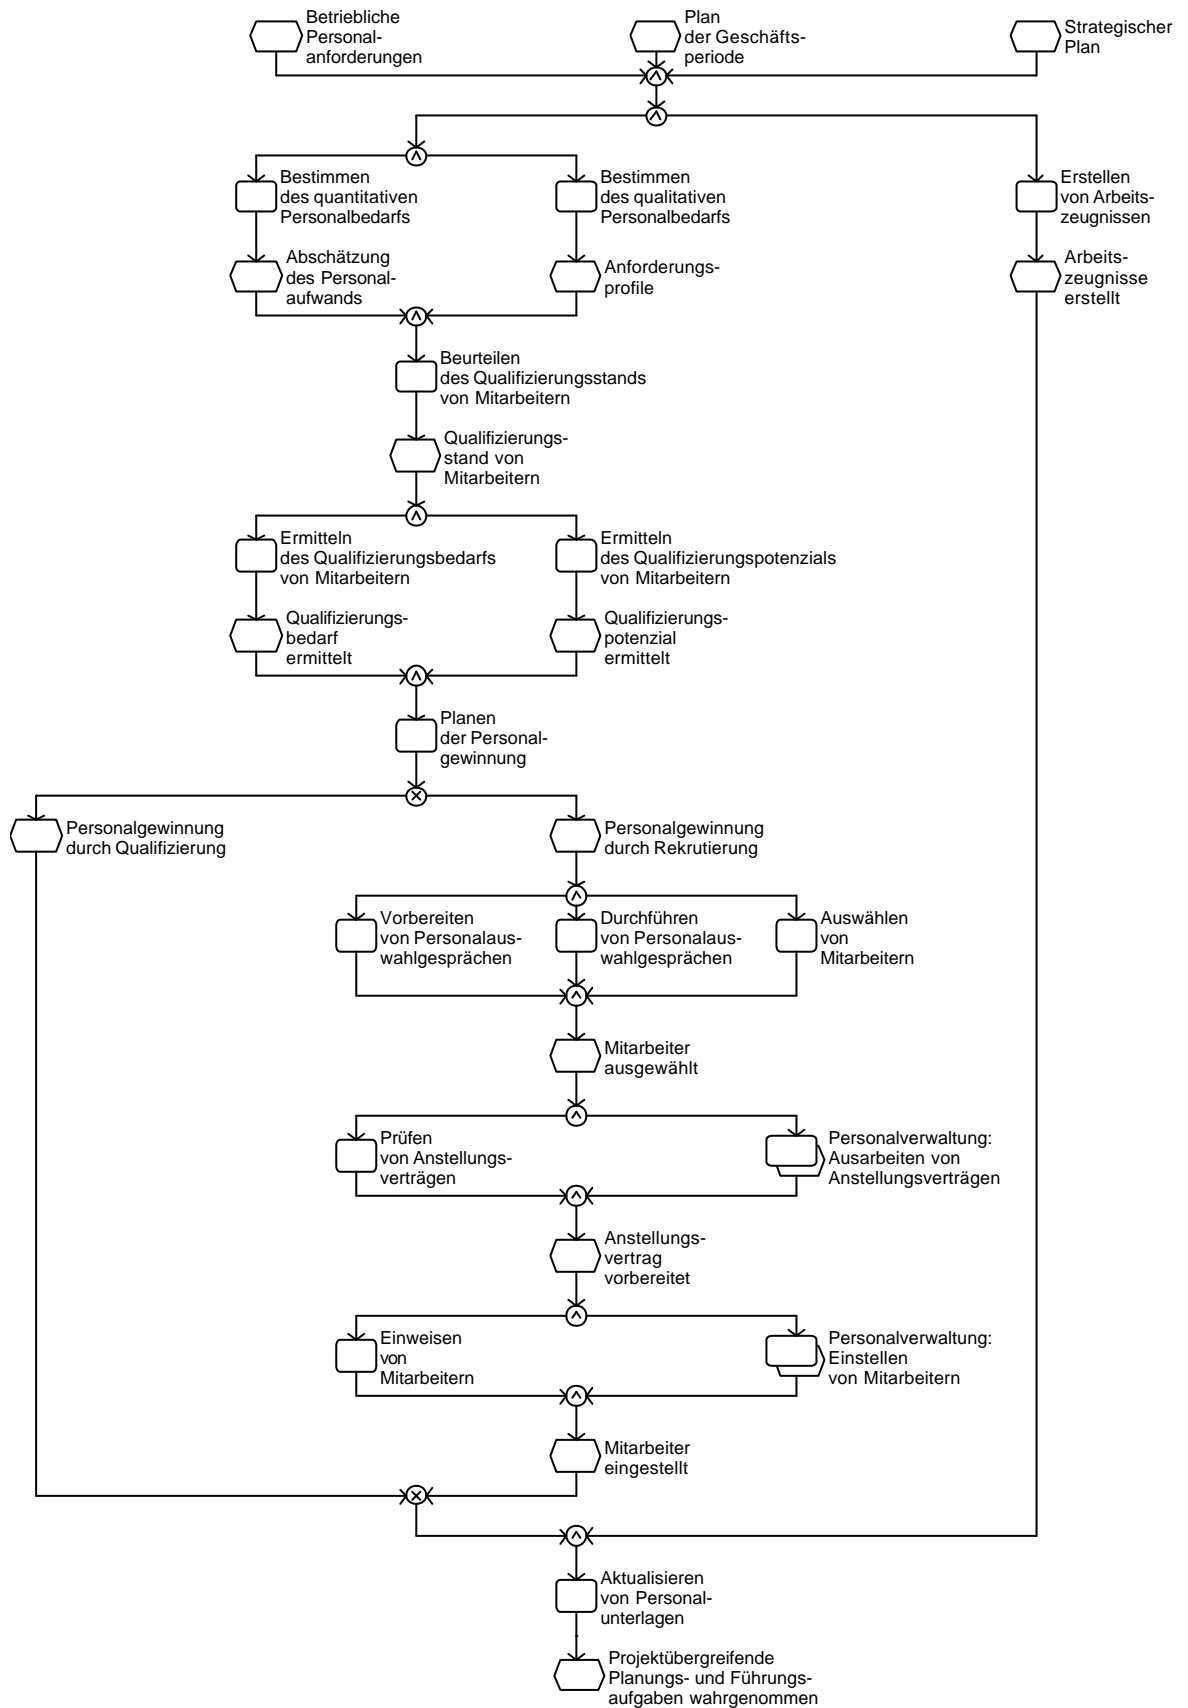 Betriebliche
Personal-
anforderungen
Plan
der Geschäfts-
periode
Strategischer
Plan
Bestimmen
des quantitativen
Personalbedarfs
Bestimmen
des qualitativen
Personalbedarfs
Erstellen
von Arbeits-
zeugnissen
Abschätzung
des Personal-
aufwands
Anforderungs-
profile
Arbeits-
zeugnisse
erstellt
Beurteilen
des Qualifizierungsstands
von Mitarbeitern
Qualifizierungs-
stand von
Mitarbeitern
Ermitteln
des Qualifizierungsbedarfs
von Mitarbeitern
Ermitteln
des Qualifizierungspotenzials
von Mitarbeitern
Qualifizierungs-
bedarf
ermittelt
Qualifizierungs-
potenzial
ermittelt
Planen
der Personal-
gewinnung
Personalgewinnung
durch Qualifizierung
Personalgewinnung
durch Rekrutierung
Vorbereiten
von Personalaus-
wahlgesprächen
Durchführen
von Personalaus-
wahlgesprächen
Auswählen
von
Mitarbeitern
Mitarbeiter
ausgewählt
Prüfen
von Anstellungs-
verträgen
Personalverwaltung:
Ausarbeiten von
Anstellungsverträgen
Anstellungs-
vertrag
vorbereitet
Einweisen
von
Mitarbeitern
Personalverwaltung:
Einstellen
von Mitarbeitern
Mitarbeiter
eingestellt
Aktualisieren
von Personal-
unterlagen
Projektübergreifende
Planungs- und Führungs-
aufgaben wahrgenommen